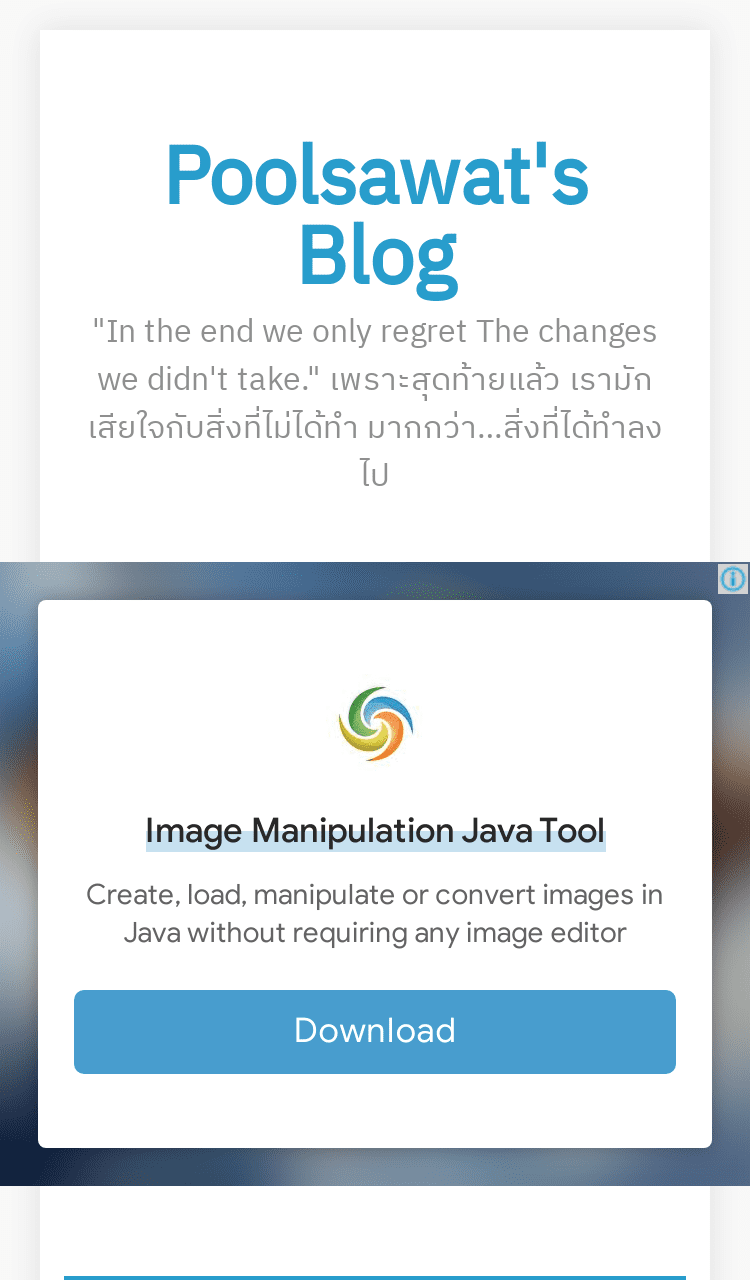 Poolsawat's
Blog
"In the end we only regret The changes
we didn't take." เพราะสุดท้ายแล้ว เรามัก
เสียใจกับสิ่งที่ไม่ได้ทำ มากกว่า...สิ่งที่ได้ทำลง
ไป
Image Manipulation Java Tool
Create, load, manipulate or convert images in
Java without requiring any image editor
Download